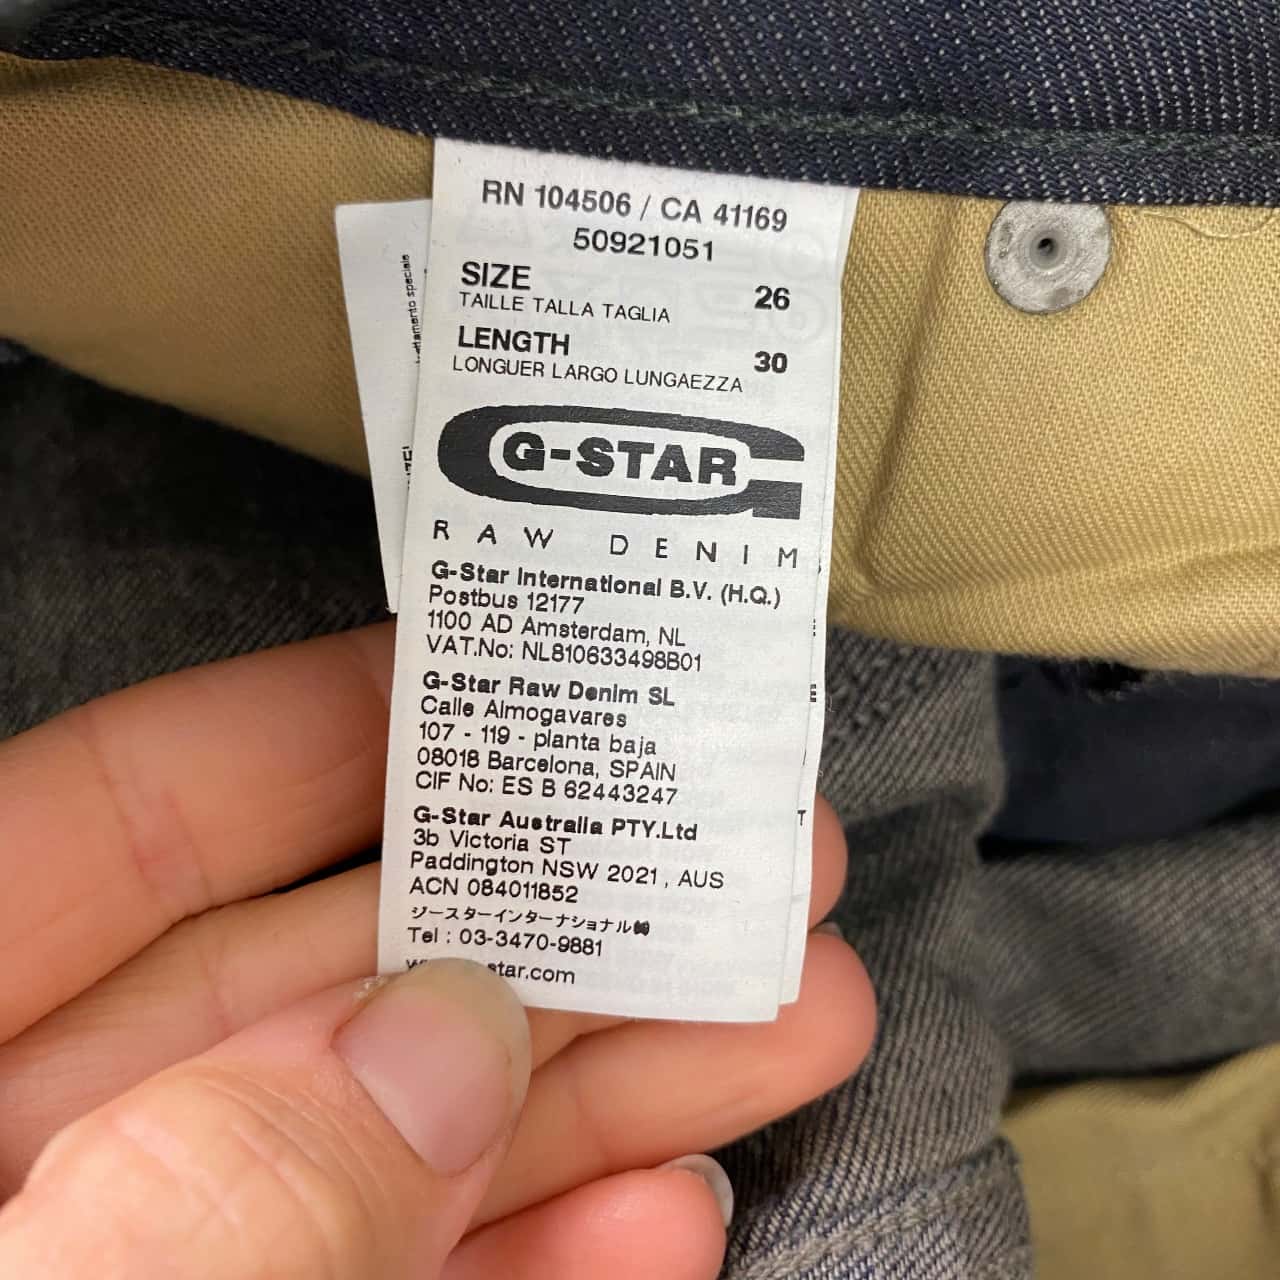 RN 104506 / CA 41169
50921051
SIZE 26
TAILLE TALLA TAGLIA
LENGTH 30
LONGUER LARGO LUNGAEZZA
G-STAR
RAW DENIM
G-Star International B.V. (H.Q.)
Postbus 12177
1100 AD Amsterdam, NL
VAT.No: NL810633498B01
G-Star Raw Denim SL
Calle Almogavares
107 - 119 - planta baja
08018 Barcelona, SPAIN
CIF No: ES B 62443247
G-Star Australia PTY.Ltd
3b Victoria ST
Paddington NSW 2021, AUS
ACN 084011852
ジースターインターナショナル㈱
Tel : 03-3470-9881
star.com
speciale